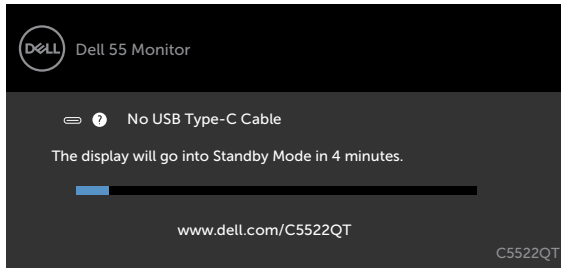 DELL Dell 55 Monitor
? No USB Type-C Cable
The display will go into Standby Mode in 4 minutes.
www.dell.com/C5522QT
C5522QT